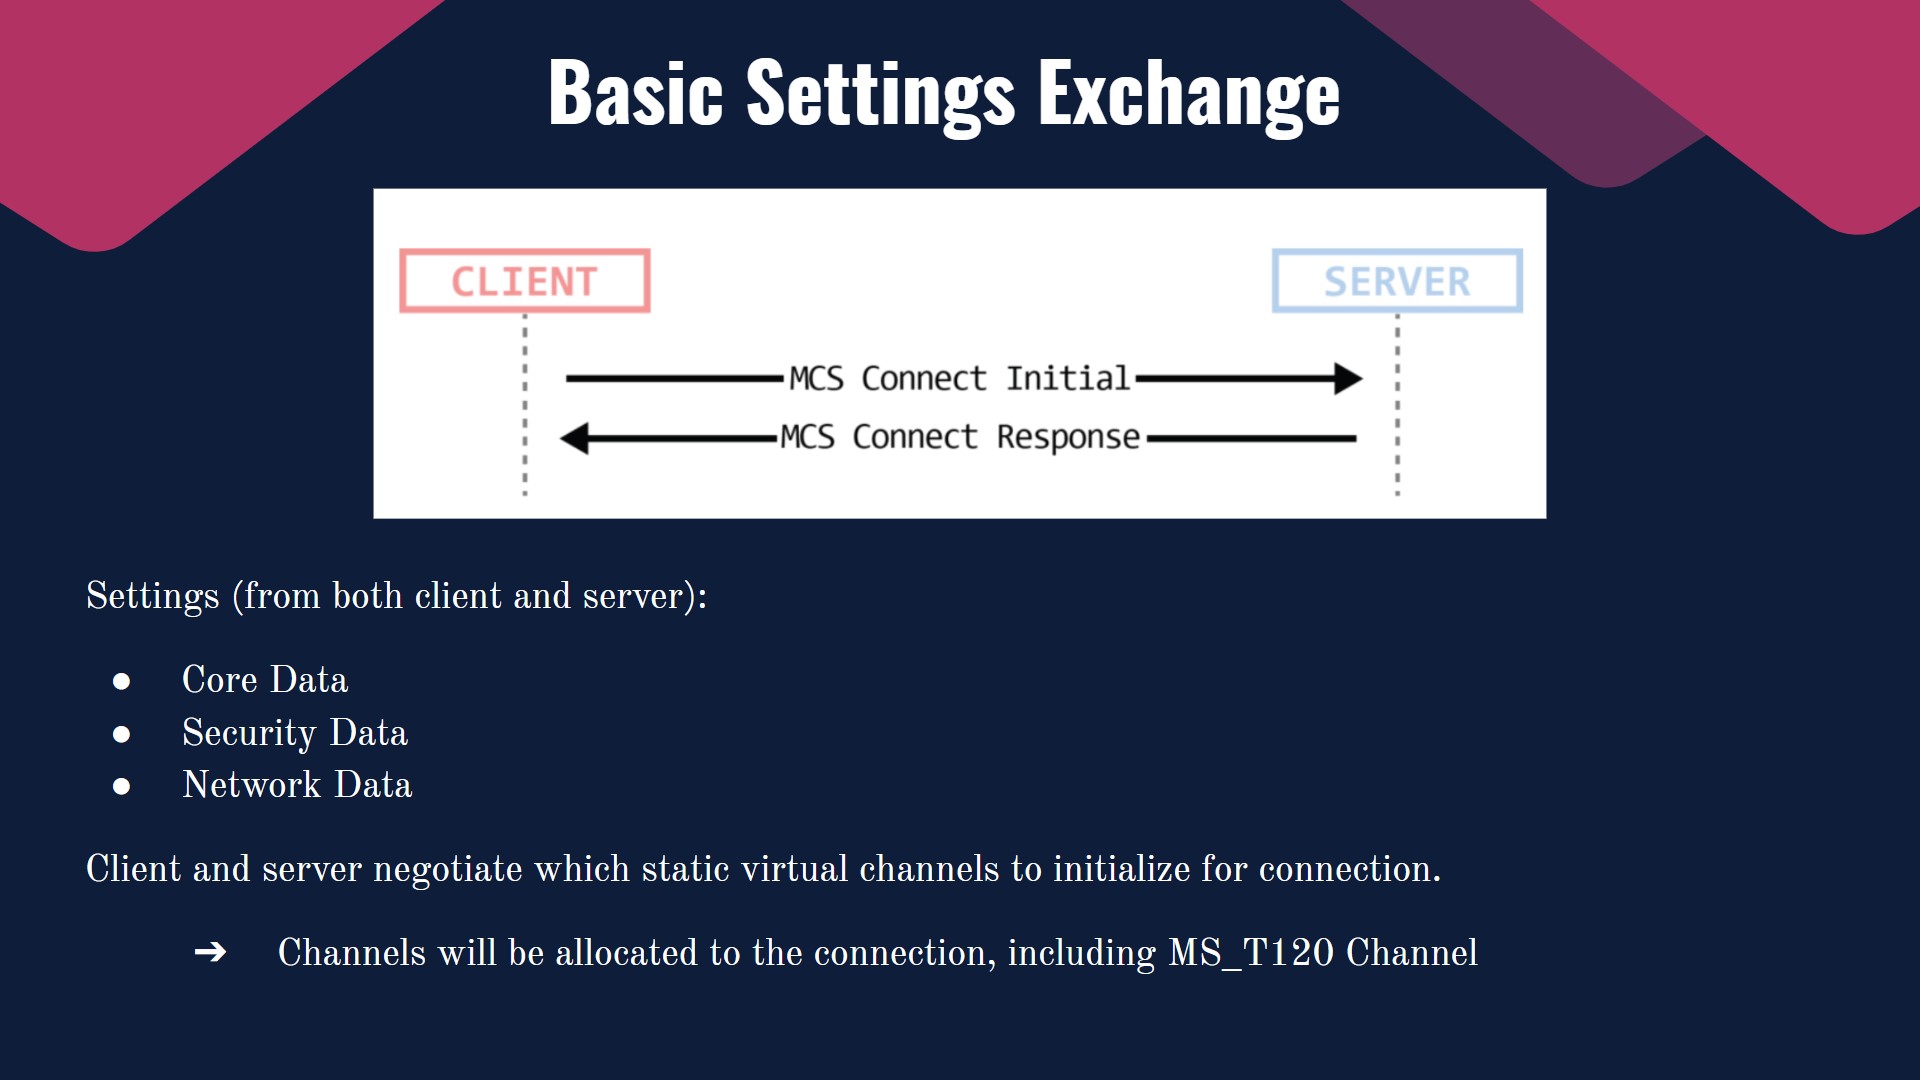 Basic Settings Exchange
CLIENT
SERVER
MCS Connect Initial
MCS Connect Response
Settings (from both client and server):
● Core Data
● Security Data
● Network Data
Client and server negotiate which static virtual channels to initialize for connection.
➔ Channels will be allocated to the connection, including MS_T120 Channel